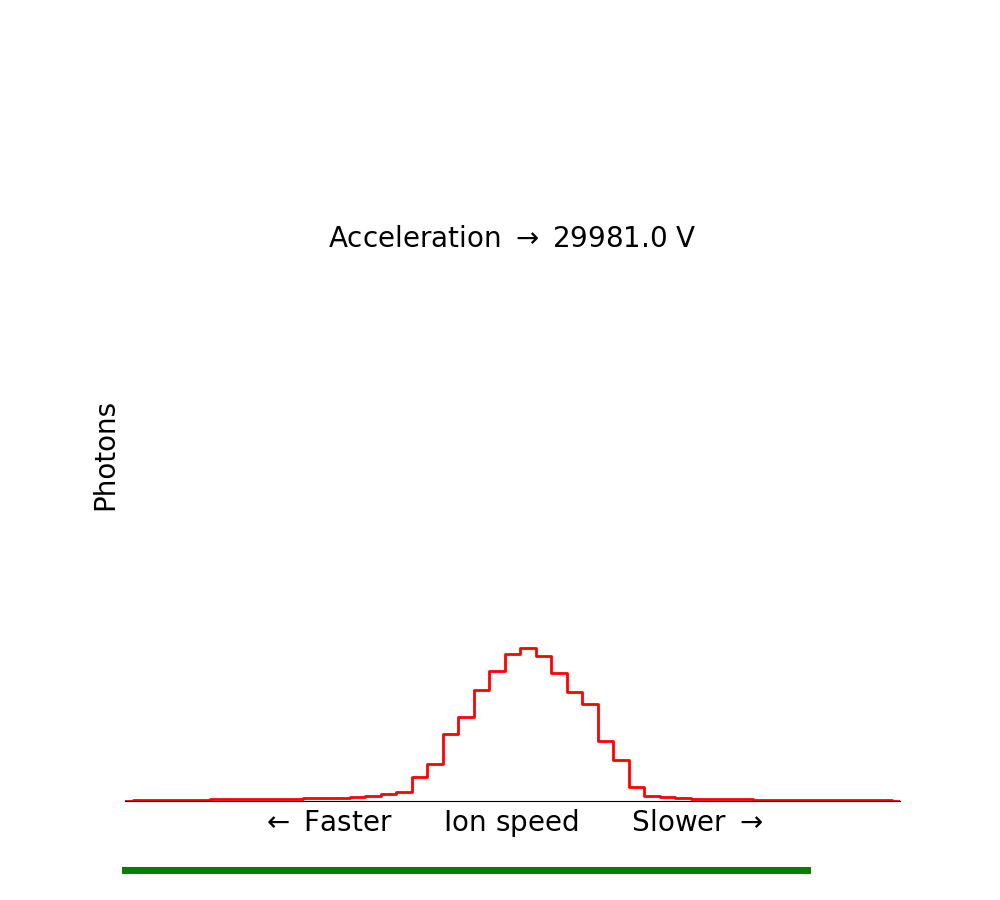 Acceleration → 29981.0 V
Photons
← Faster Ion speed Slower →